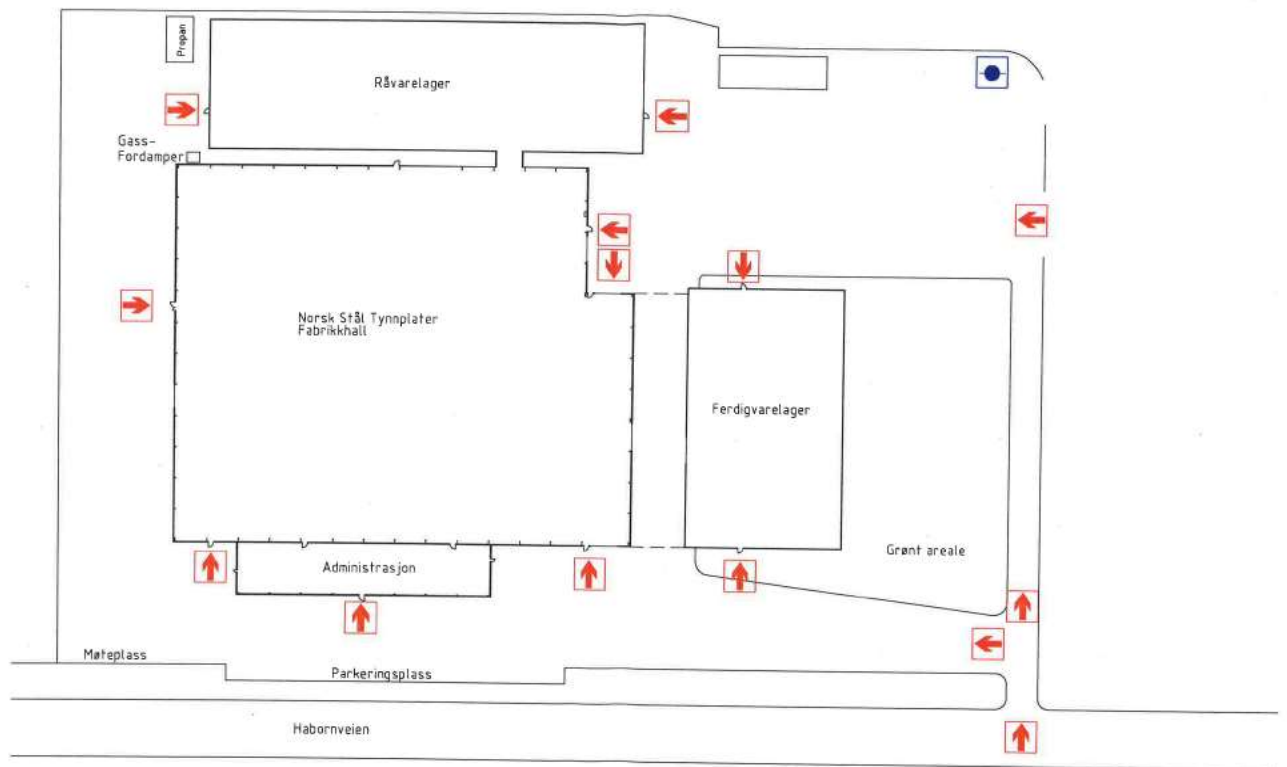 Propan
Råvarelager
Gass-
Fordamper
Norsk Stål Tynnplater
Fabrikkhall
Ferdigvarelager
Grønt areale
Administrasjon
Møteplass
Parkeringsplass
Habornveien